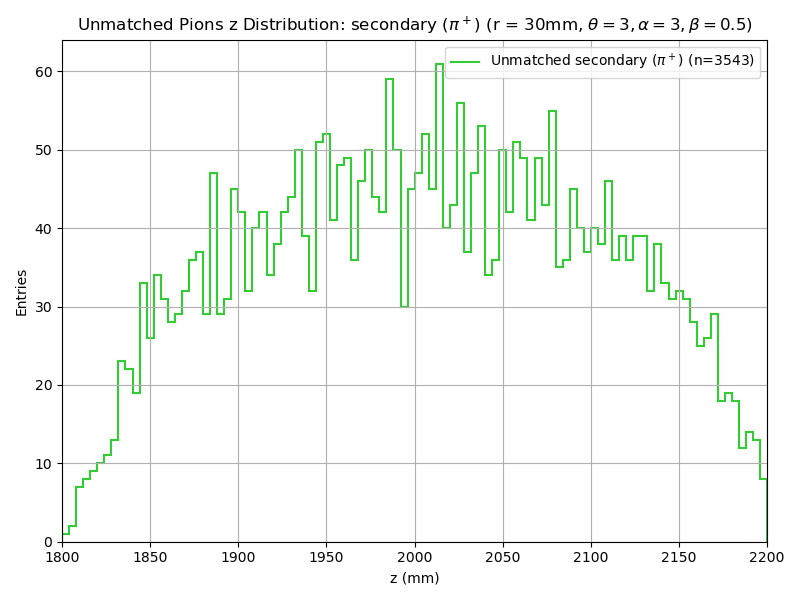 Unmatched Pions z Distribution: secondary (π⁺) (r = 30mm, θ = 3, α = 3, β = 0.5)
Unmatched secondary (π⁺) (n=3543)
Entries
60
50
40
30
20
10
0
1800 1850 1900 1950 2000 2050 2100 2150 2200
z (mm)